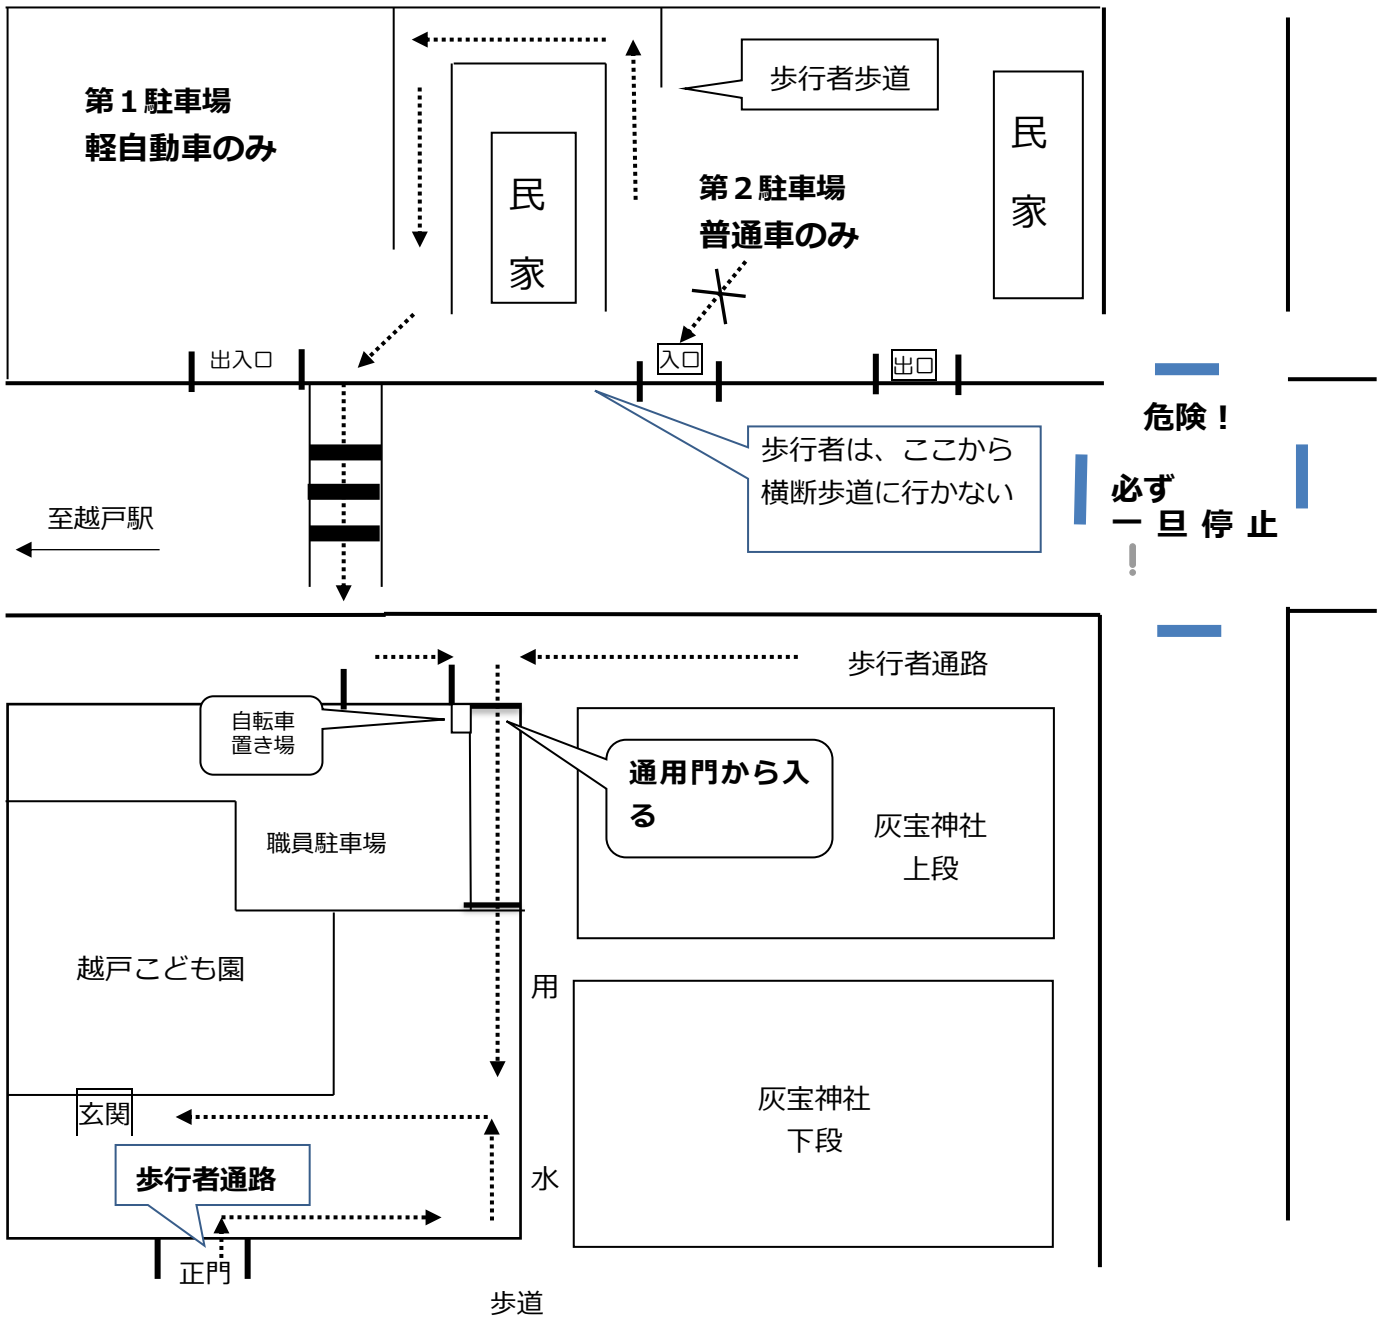 歩行者歩道
第１駐車場
軽自動車のみ
民
家
第２駐車場
普通車のみ
民
家
出入口
入口
出口
危険！
歩行者は、ここから
横断歩道に行かない
必ず
一旦停止
！
至越戸駅
歩行者通路
自転車
置き場
通用門から入
る
灰宝神社
上段
職員駐車場
越戸こども園
用
水
灰宝神社
下段
玄関
歩行者通路
正門
歩道